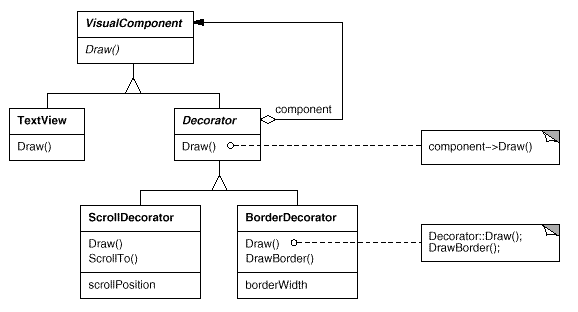 VisualComponent
Draw()
component
TextView
Draw()
Decorator
Draw()
component->Draw()
ScrollDecorator
Draw()
ScrollTo()
scrollPosition
BorderDecorator
Draw()
DrawBorder()
borderWidth
Decorator::Draw();
DrawBorder();